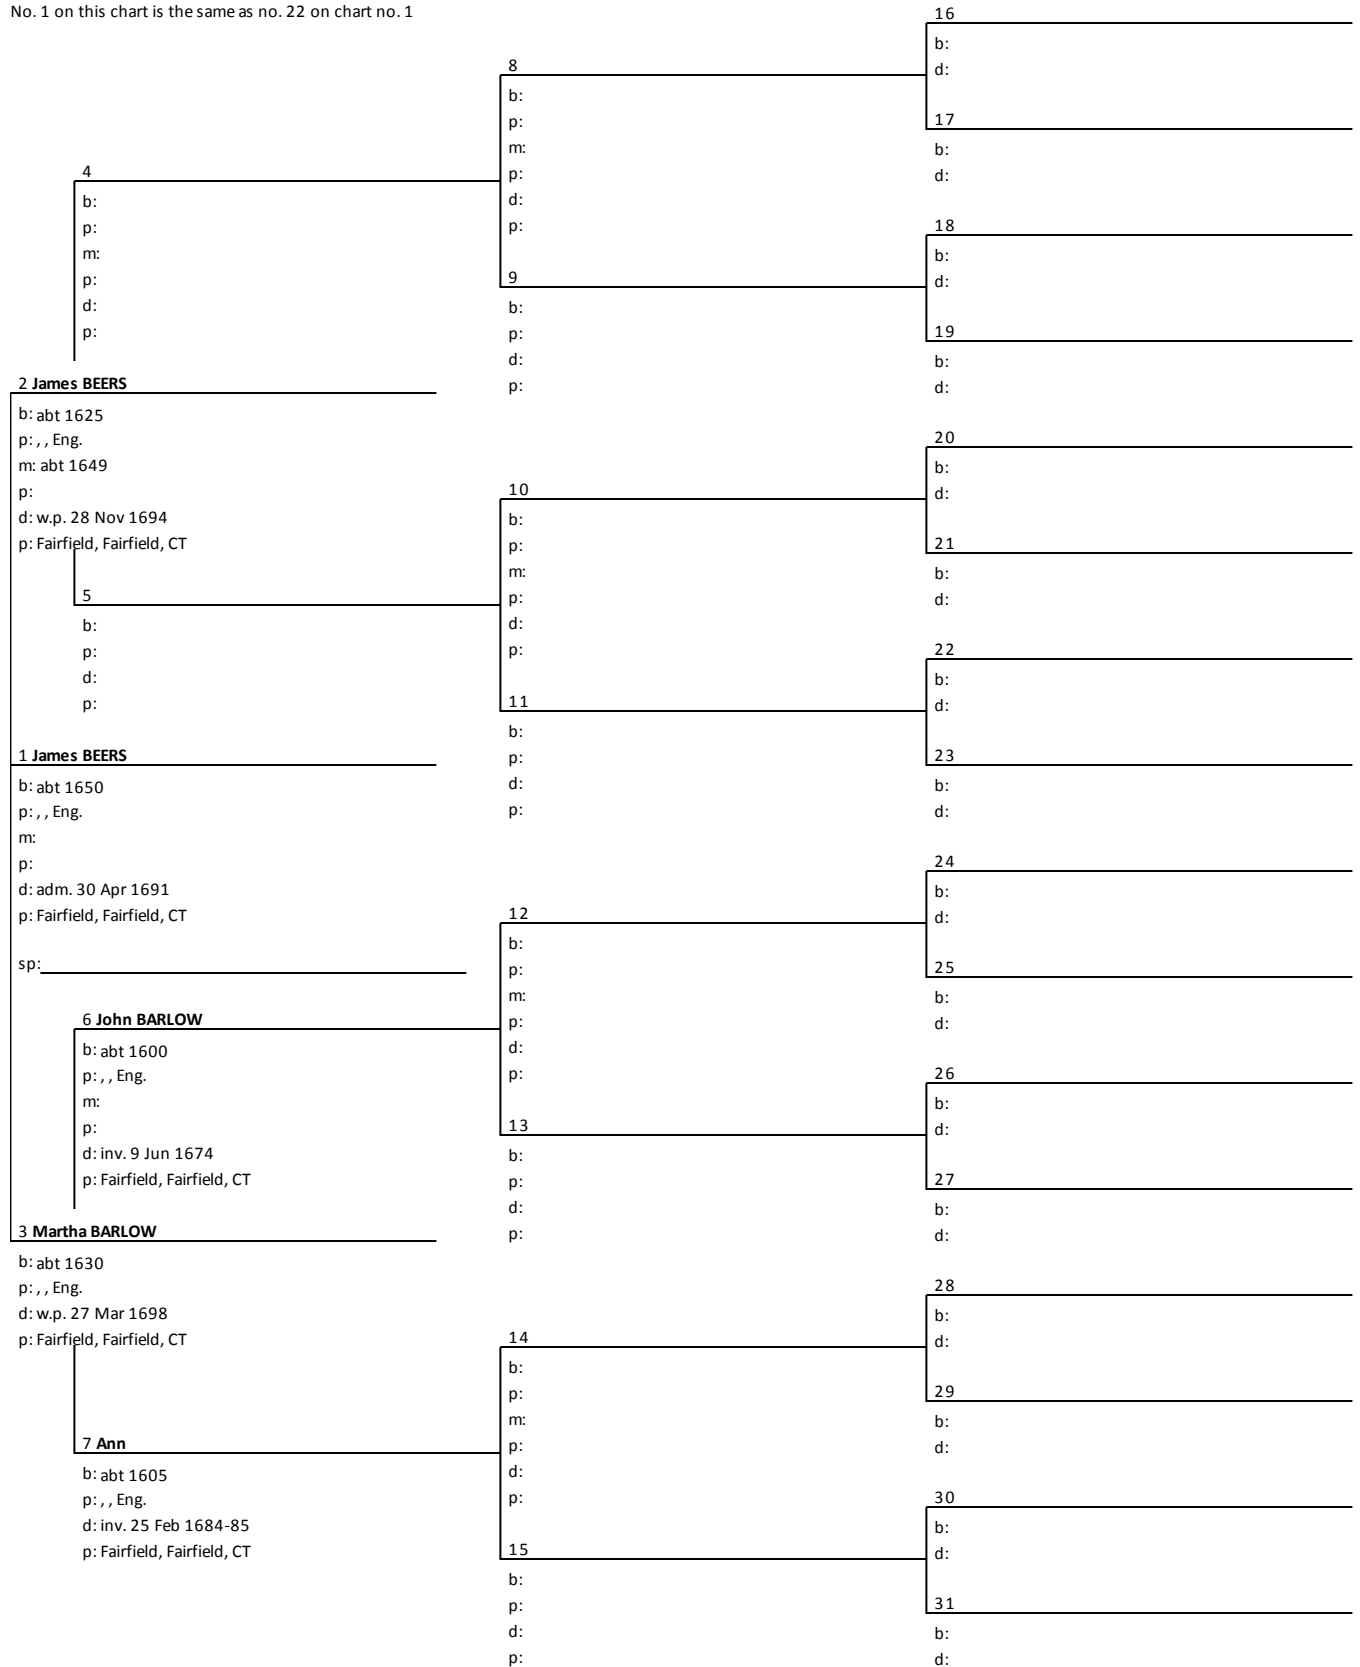 No. 1 on this chart is the same as no. 22 on chart no. 1
16
b:
d:
8
b:
p:
m:
p:
d:
p:
17
b:
d:
4
b:
p:
m:
p:
d:
p:
18
b:
d:
9
b:
p:
d:
p:
19
b:
d:
2 James BEERS
b: abt 1625
p: , , Eng.
m: abt 1649
p:
d: w.p. 28 Nov 1694
p: Fairfield, Fairfield, CT
20
b:
d:
10
b:
p:
m:
p:
d:
p:
21
b:
d:
5
b:
p:
d:
p:
22
b:
d:
11
b:
p:
d:
p:
23
b:
d:
1 James BEERS
b: abt 1650
p: , , Eng.
m:
p:
d: adm. 30 Apr 1691
p: Fairfield, Fairfield, CT
sp:
24
b:
d:
12
b:
p:
m:
p:
d:
p:
25
b:
d:
6 John BARLOW
b: abt 1600
p: , , Eng.
m:
p:
d: inv. 9 Jun 1674
p: Fairfield, Fairfield, CT
26
b:
d:
13
b:
p:
d:
p:
27
b:
d:
3 Martha BARLOW
b: abt 1630
p: , , Eng.
d: w.p. 27 Mar 1698
p: Fairfield, Fairfield, CT
28
b:
d:
14
b:
p:
m:
p:
d:
p:
29
b:
d:
7 Ann
b: abt 1605
p: , , Eng.
d: inv. 25 Feb 1684-85
p: Fairfield, Fairfield, CT
30
b:
d:
15
b:
p:
d:
p:
31
b:
d: